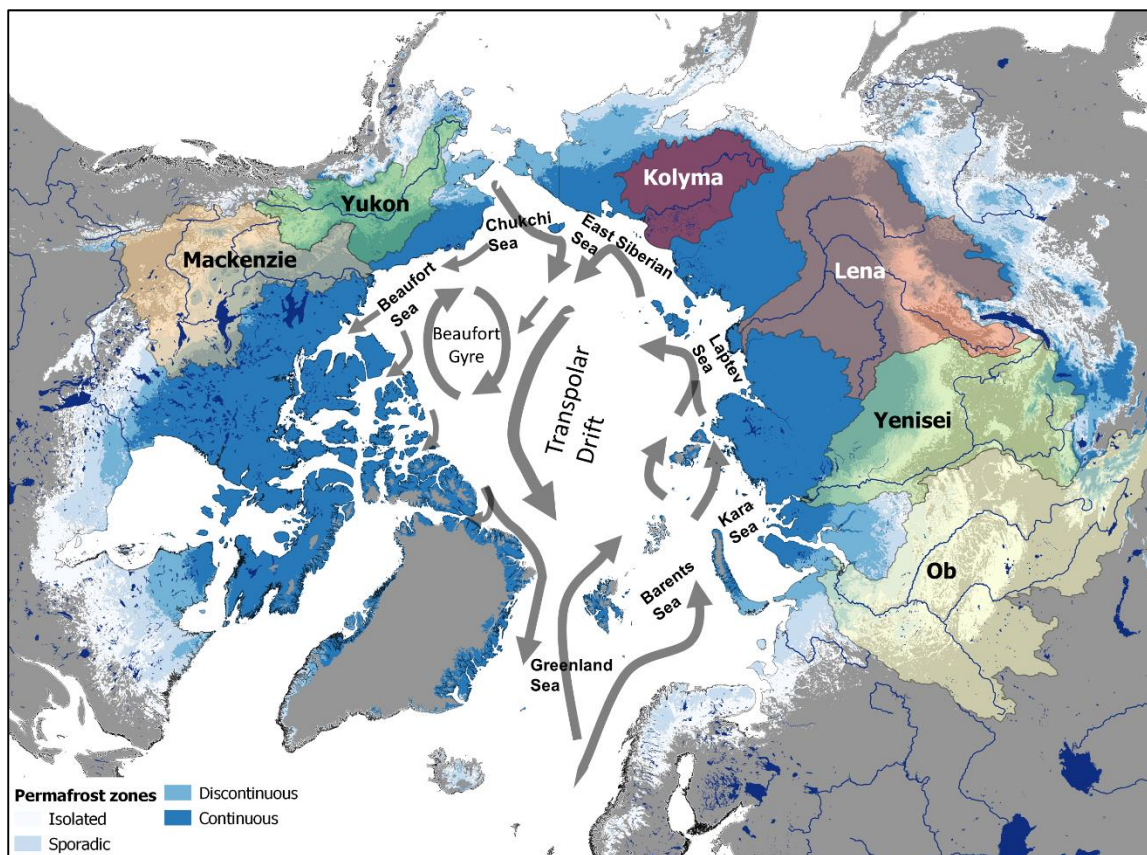 Yukon
Mackenzie
Kolyma
Lena
Yenisei
Ob
Chukchi
Sea
East Siberian
Sea
Beaufort
Sea
Beaufort
Gyre
Laptev
Sea
Transpolar
Drift
Kara
Sea
Barents
Sea
Greenland
Sea
Permafrost zones
Isolated
Sporadic
Discontinuous
Continuous